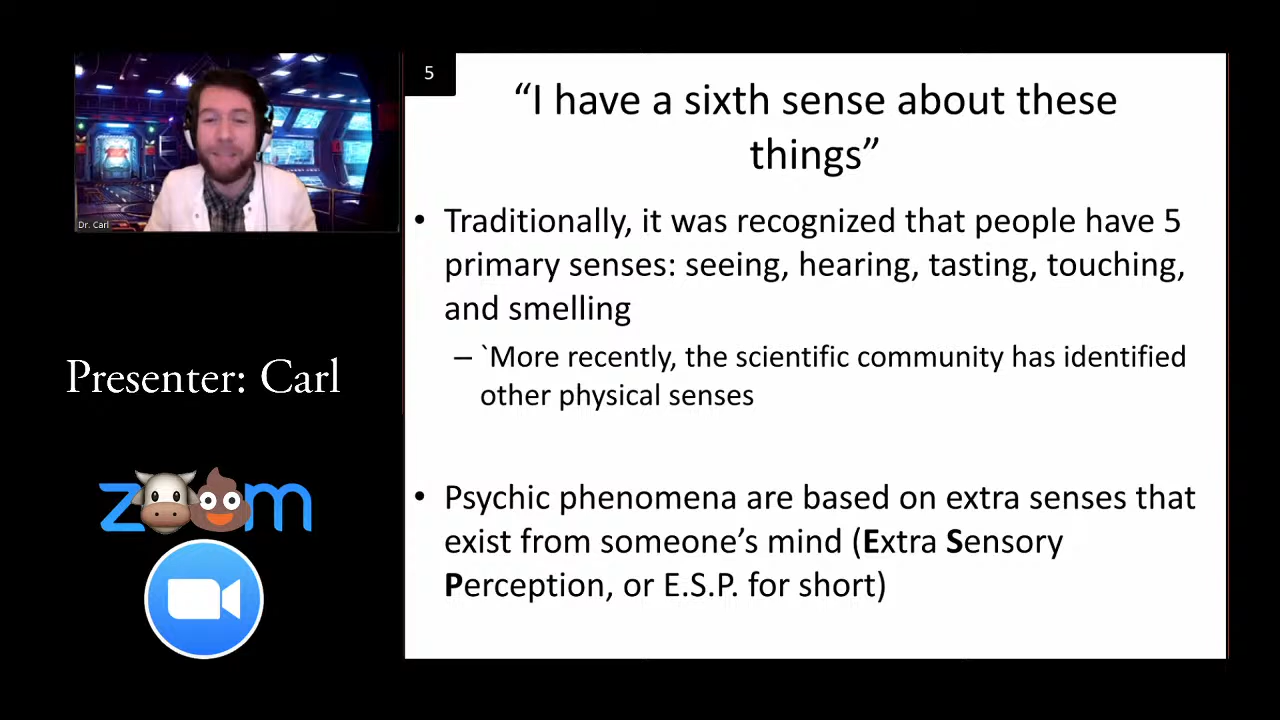 5
“I have a sixth sense about these
things”
• Traditionally, it was recognized that people have 5
primary senses: seeing, hearing, tasting, touching,
and smelling
– `More recently, the scientific community has identified
other physical senses
• Psychic phenomena are based on extra senses that
exist from someone’s mind (Extra Sensory
Perception, or E.S.P. for short)
Dr. Carl
Presenter: Carl
z🐮💩m